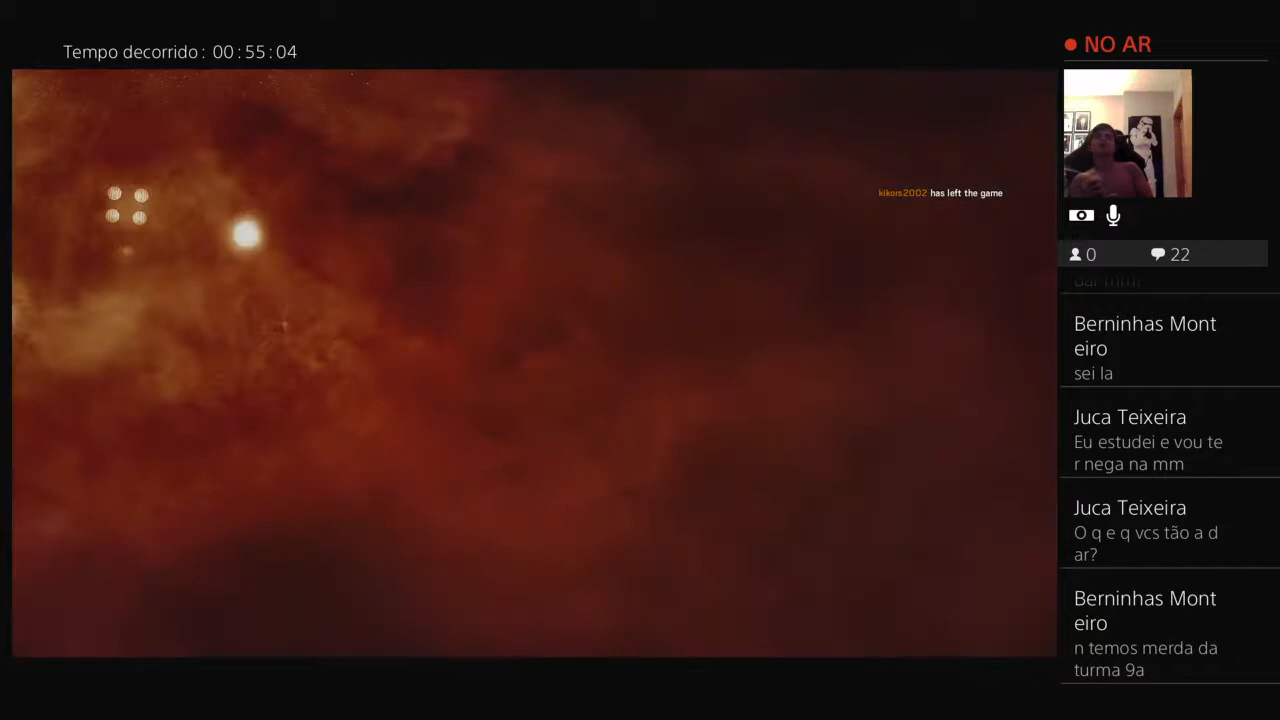 Tempo decorrido: 00:55:04
NO AR
kikors2002 has left the game
0 22
dar mm?
Berninhas Mont
eiro
sei la
Juca Teixeira
Eu estudei e vou te
r nega na mm
Juca Teixeira
O q e q vcs tão a d
ar?
Berninhas Mont
eiro
n temos merda da
turma 9a